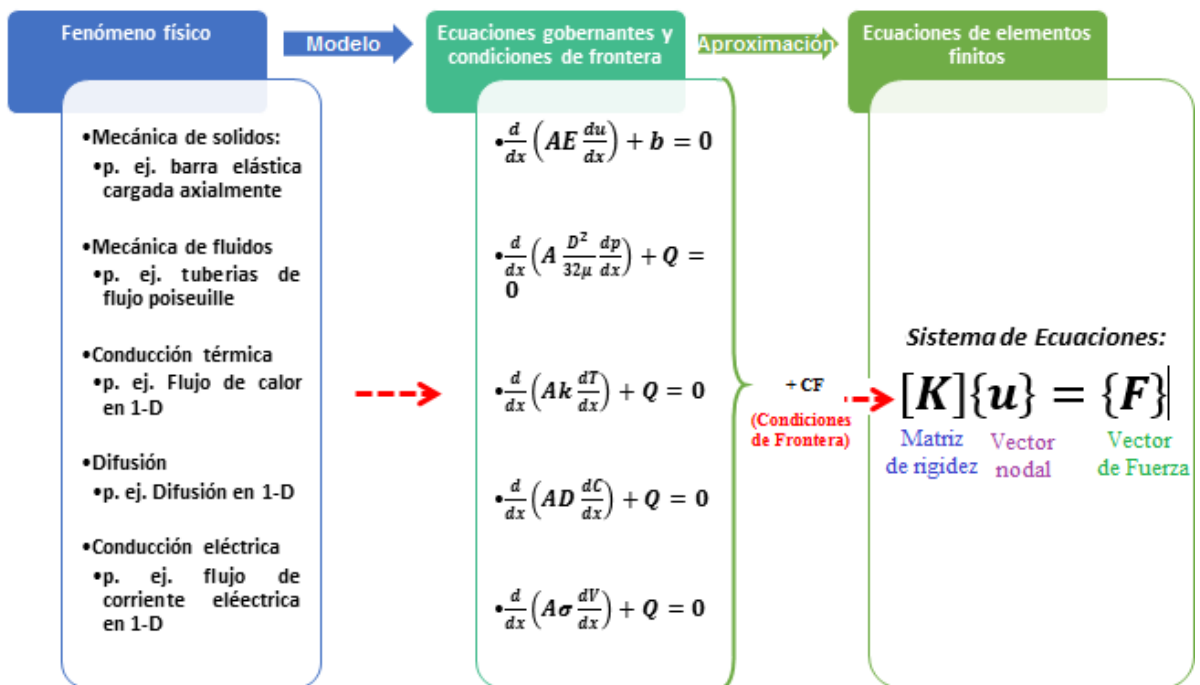 Fenómeno físico
Modelo
Ecuaciones gobernantes y
condiciones de frontera
Aproximación
Ecuaciones de elementos
finitos
•Mecánica de solidos:
•p. ej. barra elástica
cargada axialmente
•Mecánica de fluidos
•p. ej. tuberias de
flujo poiseuille
•Conducción térmica
•p. ej. Flujo de calor
en 1-D
•Difusión
•p. ej. Difusión en 1-D
•Conducción eléctrica
•p. ej. flujo de
corriente eléectrica
en 1-D
•d/dx (AE du/dx) + b = 0
•d/dx (A D²/32μ dp/dx) + Q =
0
•d/dx (Ak dT/dx) + Q = 0
•d/dx (AD dC/dx) + Q = 0
•d/dx (Aσ dV/dx) + Q = 0
+ CF
(Condiciones
de Frontera)
Sistema de Ecuaciones:
[K]{u} = {F}
Matriz
de rigidez
Vector
nodal
Vector
de Fuerza